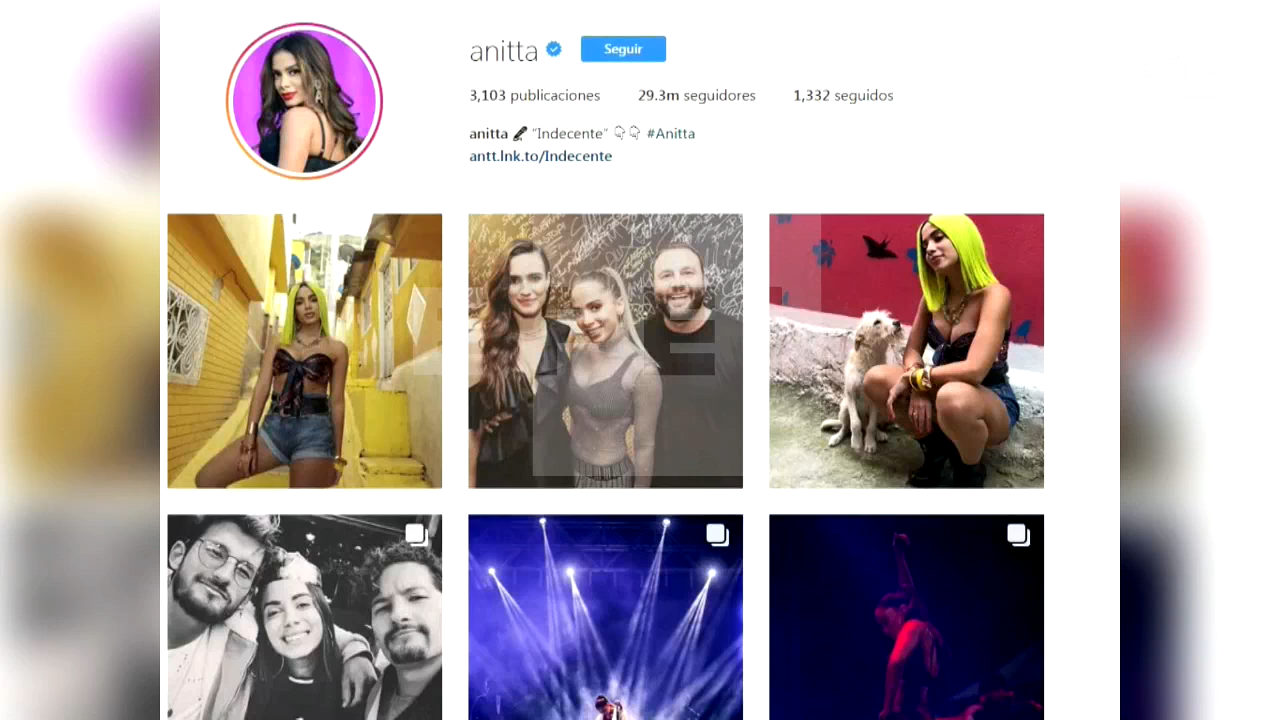 anitta Seguir
3,103 publicaciones 29.3m seguidores 1,332 seguidos
anitta "Indecente" #Anitta
antt.lnk.to/Indecente